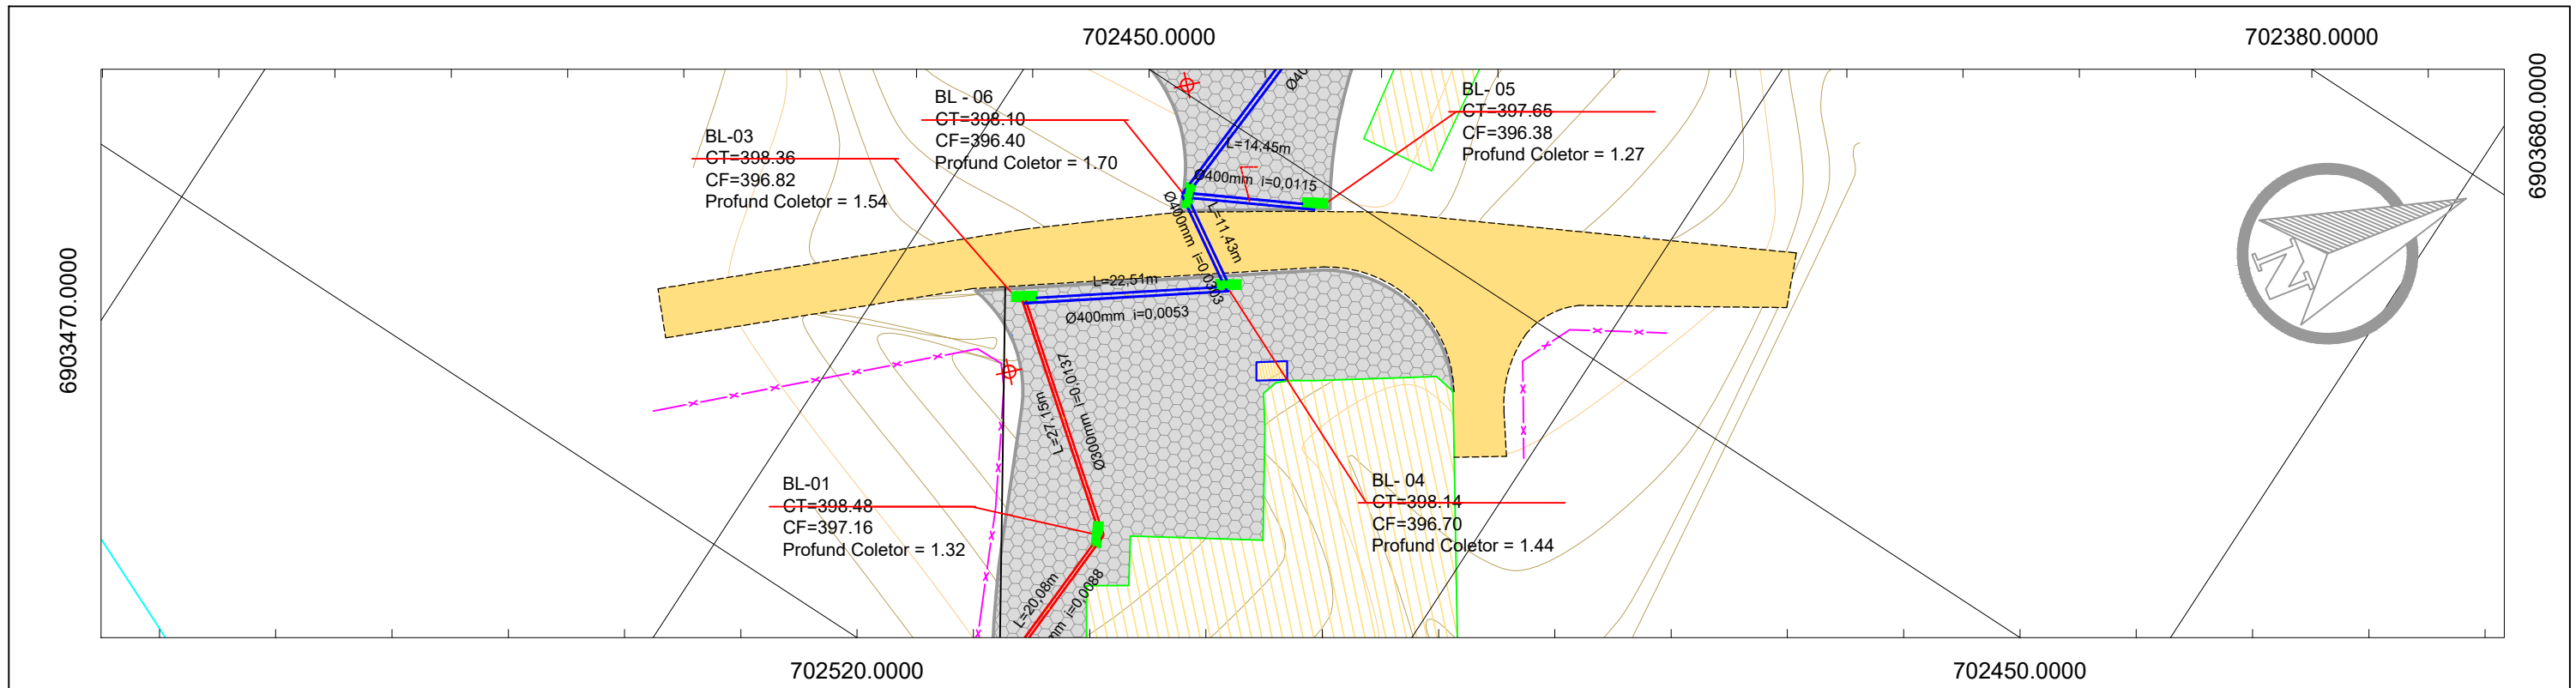 702450.0000
702380.0000
6903680.0000
6903470.0000
BL - 06
CT=398.10
CF=396.40
Profund Coletor = 1.70
BL- 05
CT=397.65
CF=396.38
Profund Coletor = 1.27
BL-03
CT=398.36
CF=396.82
Profund Coletor = 1.54
L=14,45m
Ø400mm i=0,0115
L=11,43m
Ø400mm i=0,0303
L=22,51m
Ø400mm i=0,0053
L=27,15m
Ø300mm i=0,0137
BL-01
CT=398.48
CF=397.16
Profund Coletor = 1.32
BL- 04
CT=398.14
CF=396.70
Profund Coletor = 1.44
L=20,08m
i=0,0088
N
702520.0000
702450.0000